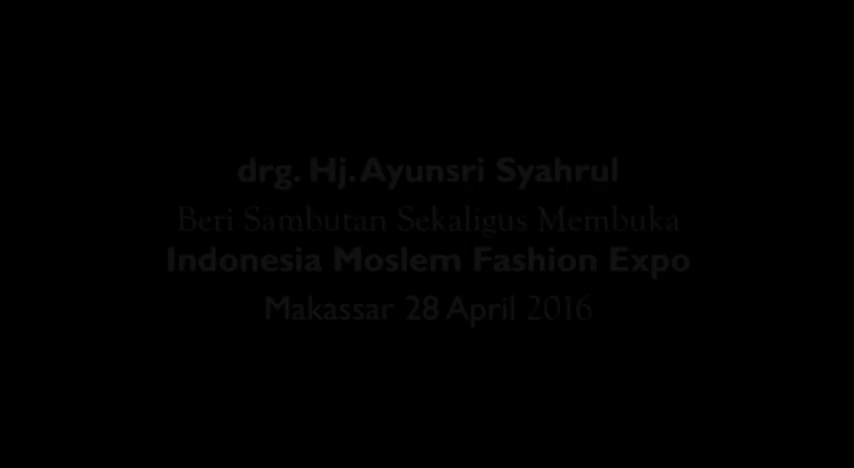 drg. Hj. Ayunsri Syahrul
Beri Sambutan Sekaligus Membuka
Indonesia Moslem Fashion Expo
Makassar 28 April 2016